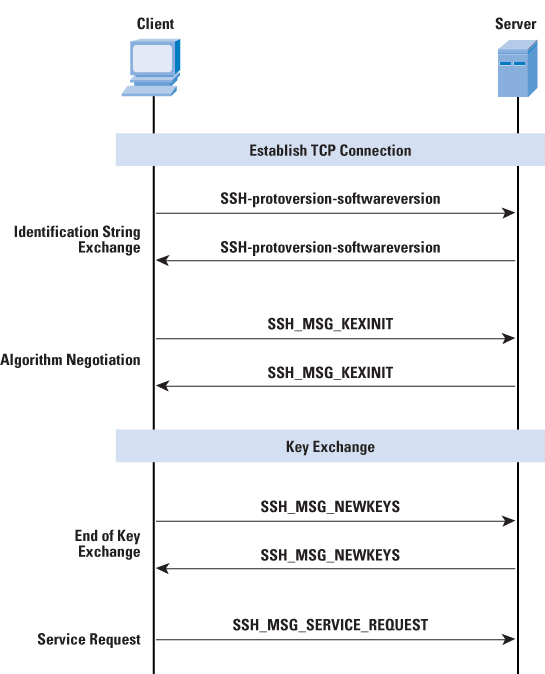 Client
Server
Establish TCP Connection
SSH-protoversion-softwareversion
Identification String
Exchange
SSH-protoversion-softwareversion
SSH_MSG_KEXINIT
Algorithm Negotiation
SSH_MSG_KEXINIT
Key Exchange
SSH_MSG_NEWKEYS
End of Key
Exchange
SSH_MSG_NEWKEYS
SSH_MSG_SERVICE_REQUEST
Service Request